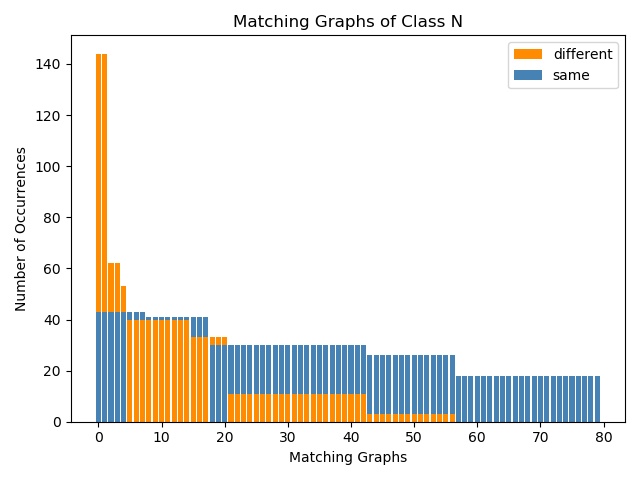 Matching Graphs of Class N
different
same
Number of Occurrences
140
120
100
80
60
40
20
0
0 10 20 30 40 50 60 70 80
Matching Graphs